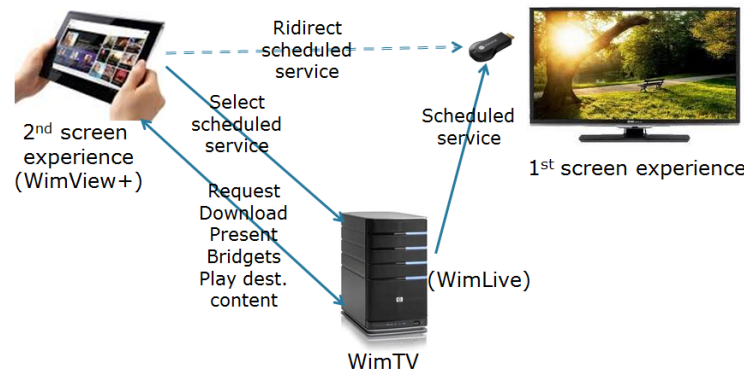 Ridirect
scheduled
service
Select
scheduled
service
Scheduled
service
2nd screen
experience
(WimView+)
1st screen experience
Request
Download
Present
Bridgets
Play dest.
content
(WimLive)
WimTV